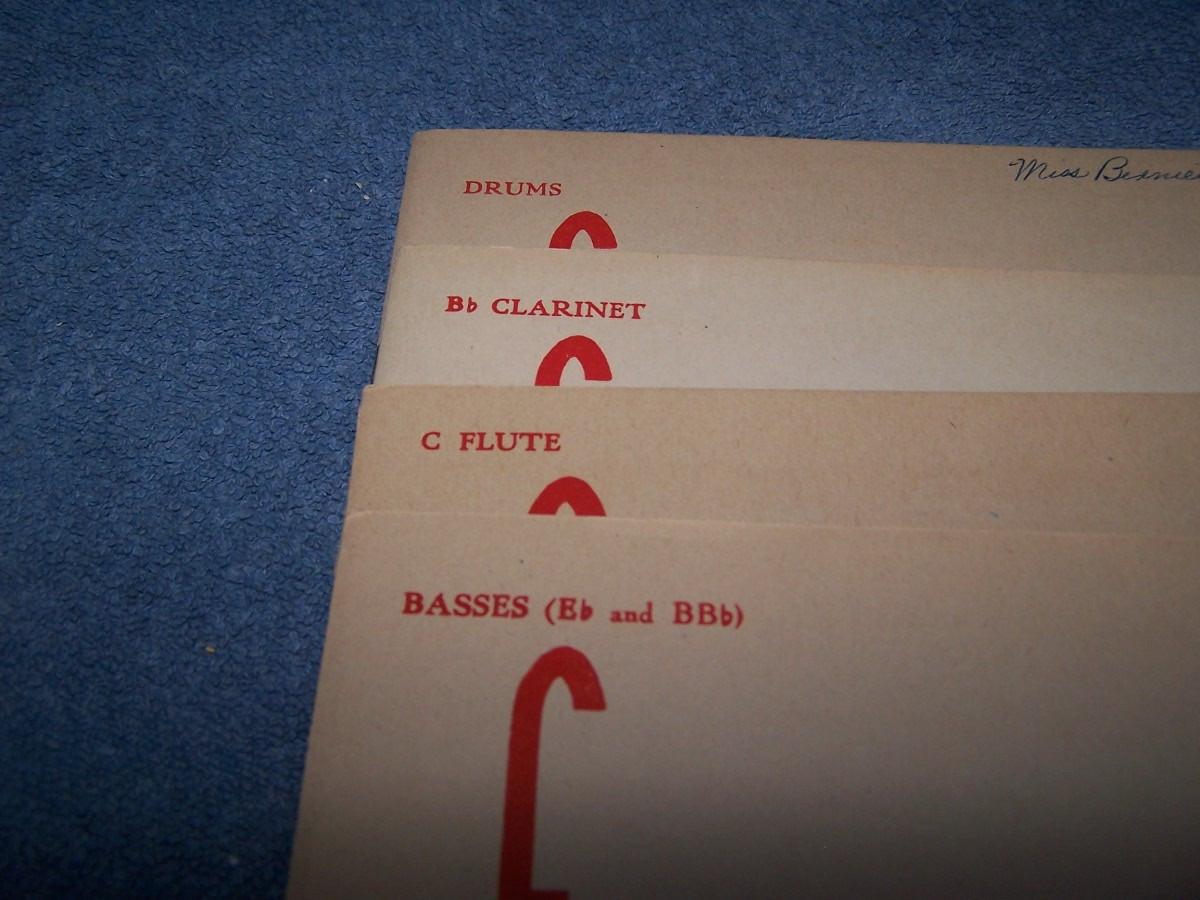 Miss
DRUMS
B♭ CLARINET
C FLUTE
BASSES (E♭ and BB♭)